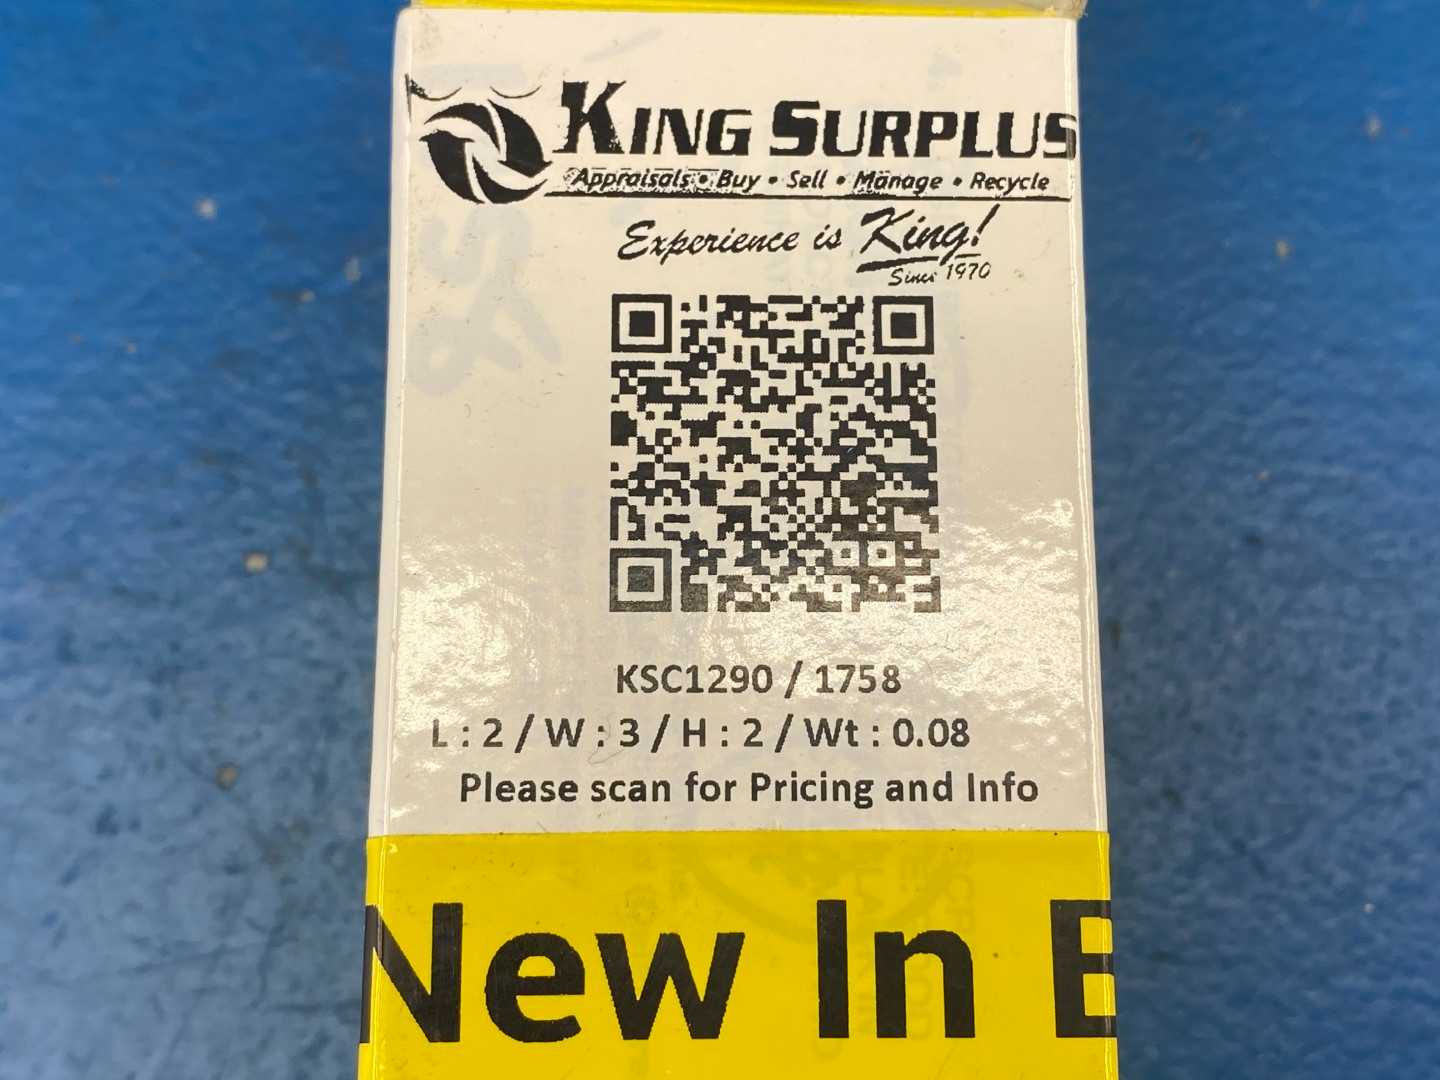 KING SURPLUS
Appraisals • Buy • Sell • Manage • Recycle
Experience is King!
Since 1970
KSC1290 / 1758
L : 2 / W : 3 / H : 2 / Wt : 0.08
Please scan for Pricing and Info
New In B